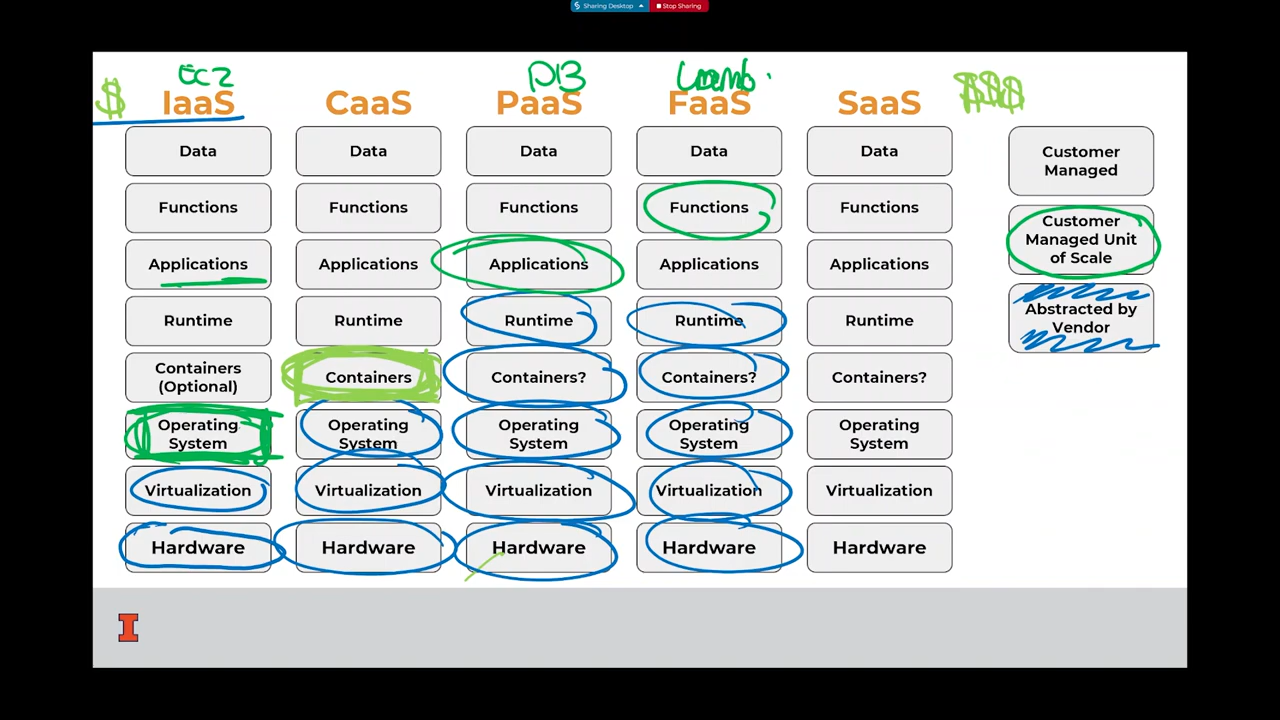 Sharing Desktop Stop Sharing
$ EC2 DB $$$
IaaS CaaS PaaS FaaS SaaS
Data Data Data Data Data
Customer
Managed
Functions Functions Functions Functions Functions
Customer
Managed Unit
of Scale
Applications Applications Applications Applications Applications
Runtime Runtime Runtime Runtime Runtime
Abstracted by
Vendor
Containers
(Optional)
Containers Containers? Containers? Containers?
Operating
System
Operating
System
Operating
System
Operating
System
Operating
System
Virtualization Virtualization Virtualization Virtualization Virtualization
Hardware Hardware Hardware Hardware Hardware
I